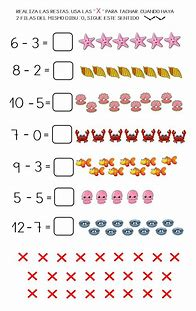 REALIZA LAS RESTAS. USA LAS "X" PARA TACHAR. CUANDO HAYA
2 FILAS DEL MISMO DIBUJO, SIGUE ESTE SENTIDO
6 - 3 =
8 - 2 =
10 - 5 =
7 - 0 =
9 - 3 =
5 - 5 =
12 - 7 =